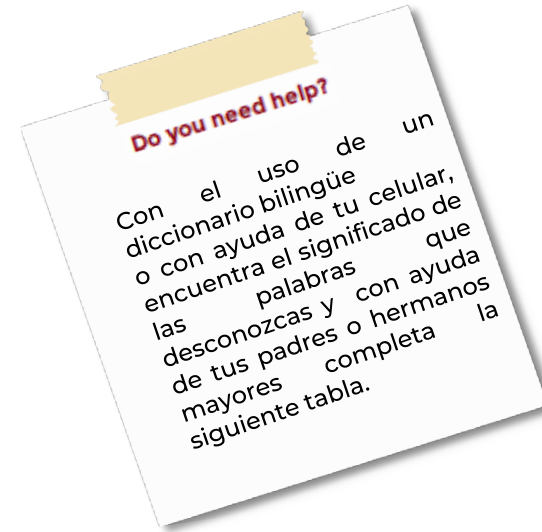 Do you need help?
Con el uso de un
diccionario bilingüe
o con ayuda de tu celular,
encuentra el significado de
las palabras que
desconozcas y con ayuda
de tus padres o hermanos
mayores completa la
siguiente tabla.